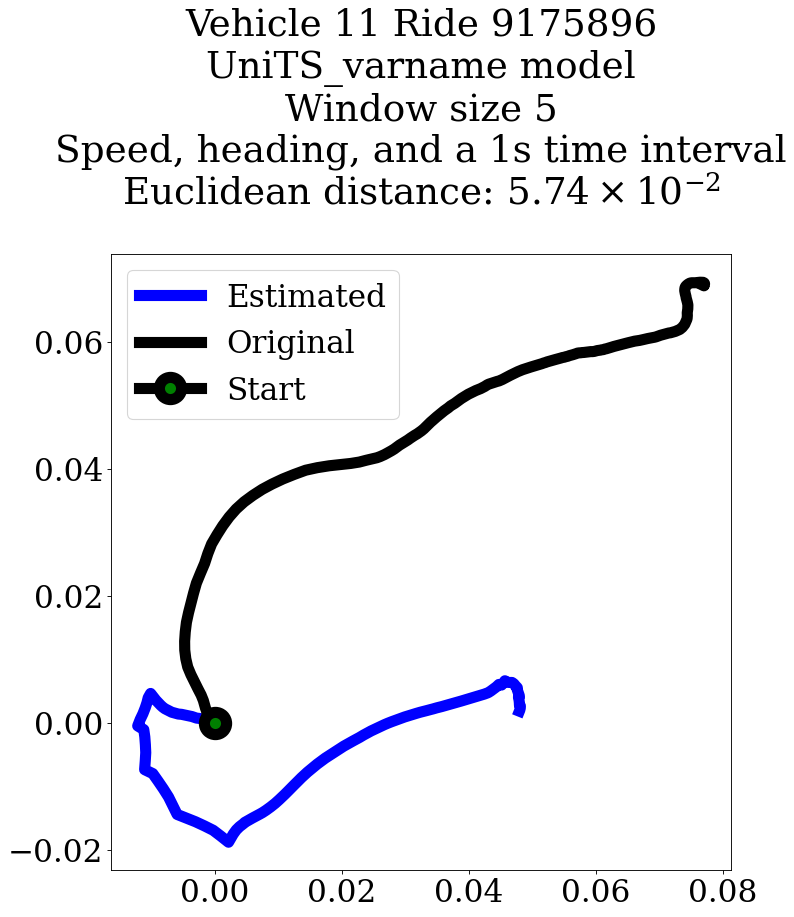 Vehicle 11 Ride 9175896
UniTS_varname model
Window size 5
Speed, heading, and a 1s time interval
Euclidean distance: 5.74 × 10⁻²
Estimated
Original
Start
0.06
0.04
0.02
0.00
−0.02
0.00 0.02 0.04 0.06 0.08